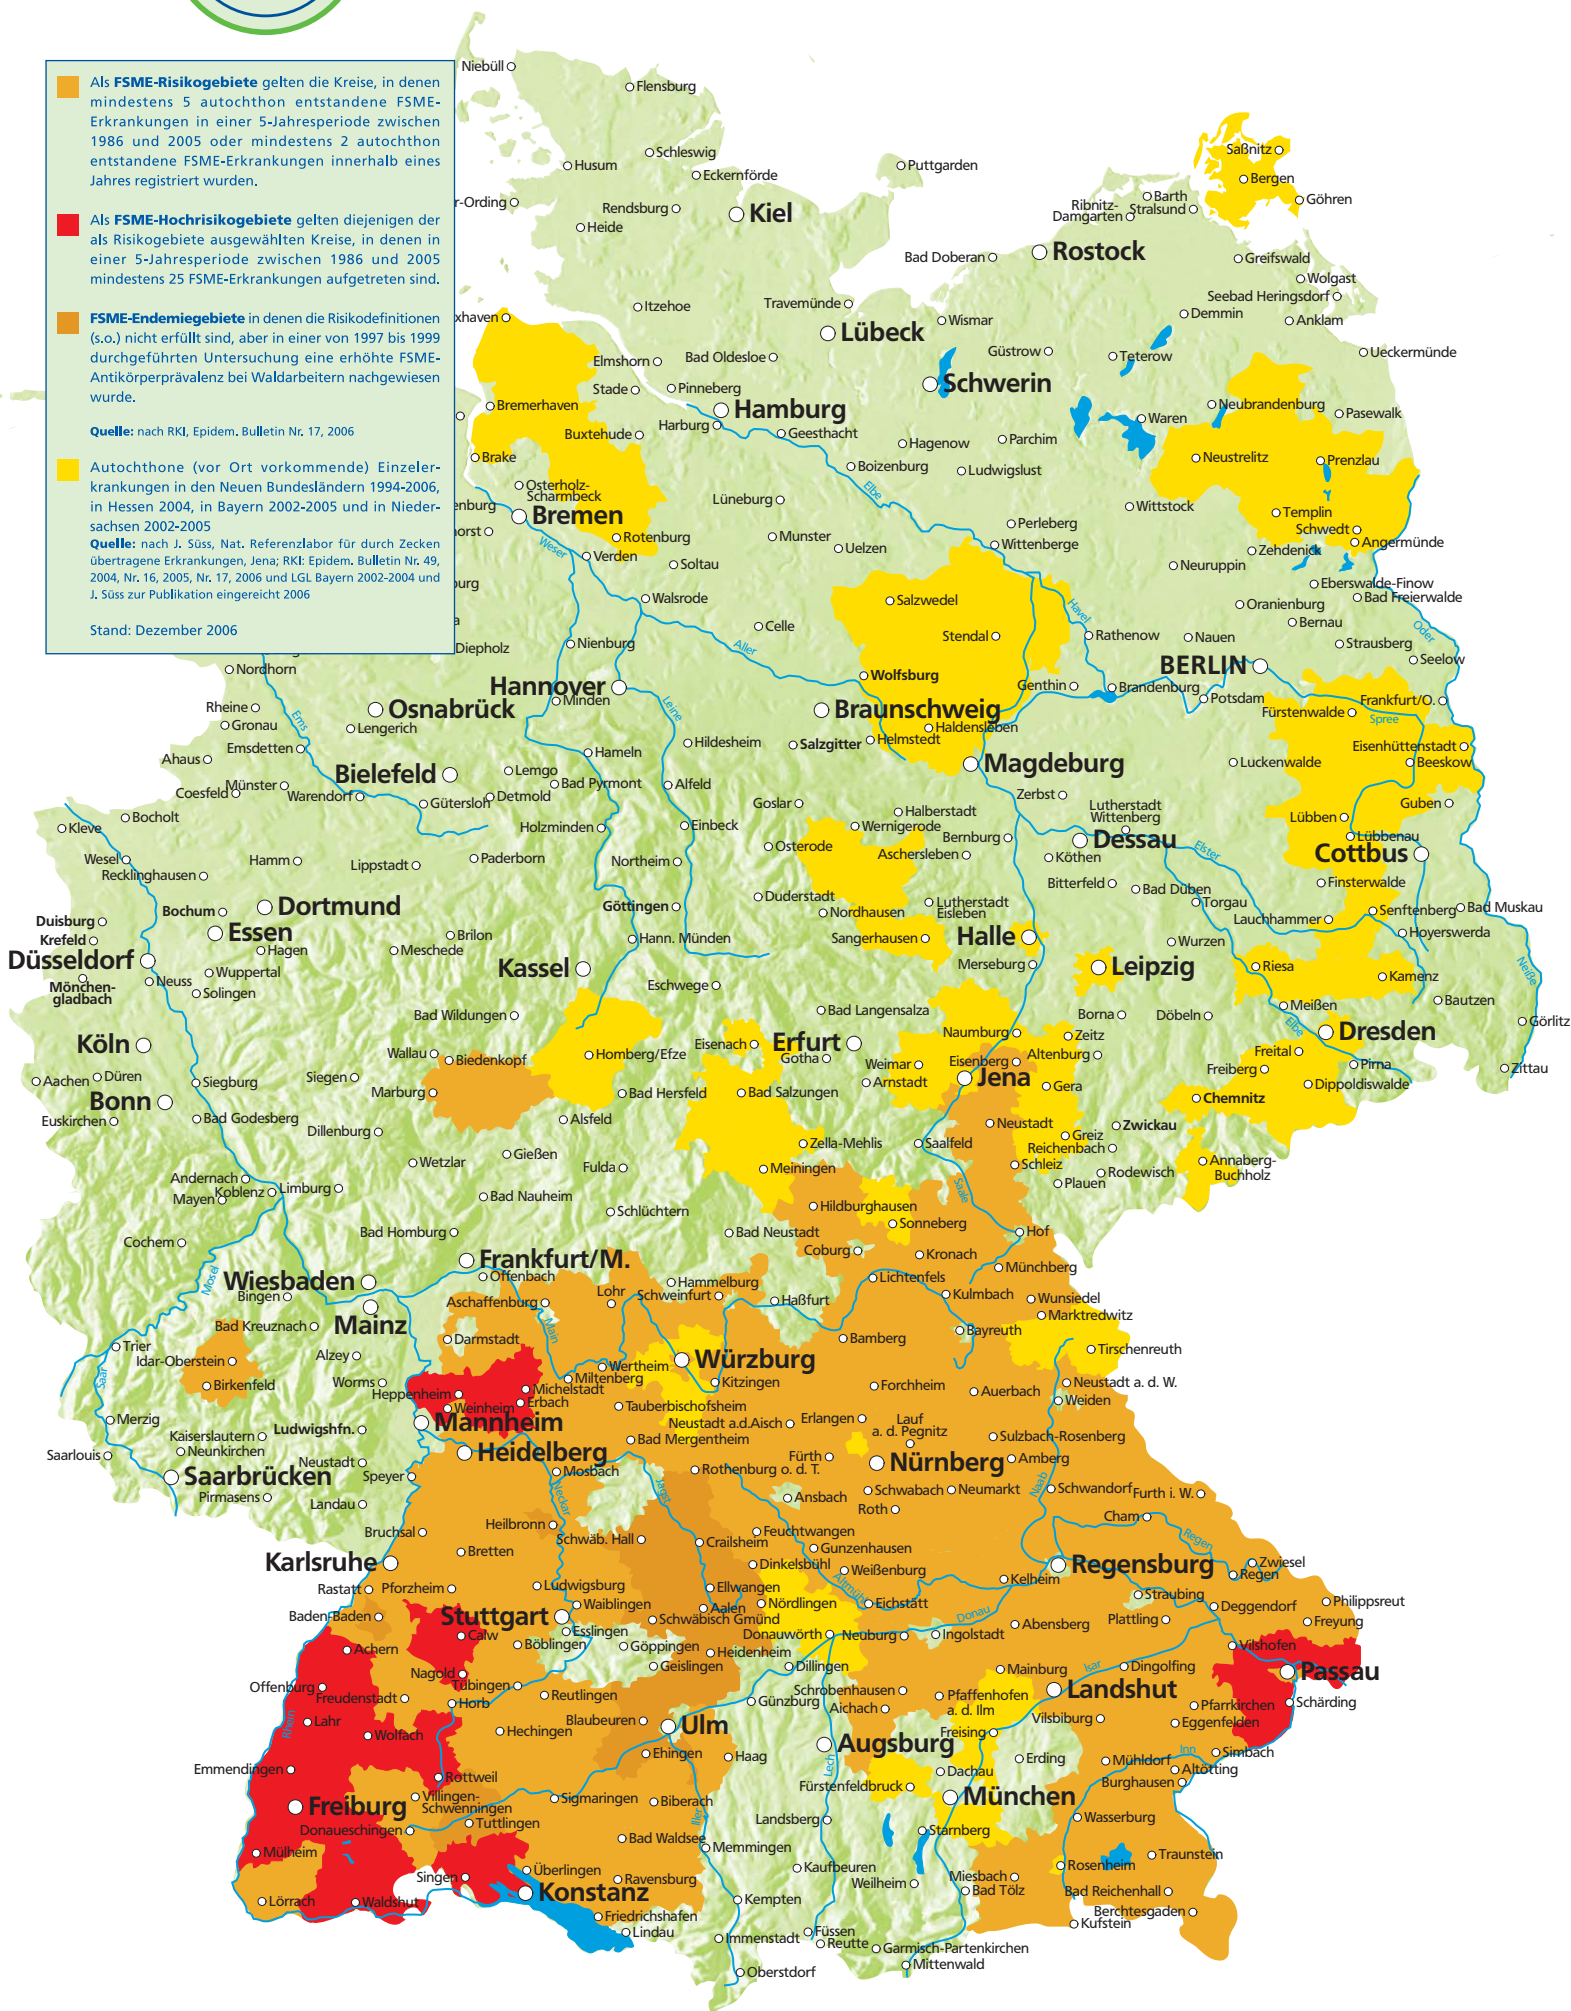 Als FSME-Risikogebiete gelten die Kreise, in denen
mindestens 5 autochthon entstandene FSME-
Erkrankungen in einer 5-Jahresperiode zwischen
1986 und 2005 oder mindestens 2 autochthon
entstandene FSME-Erkrankungen innerhalb eines
Jahres registriert wurden.
Als FSME-Hochrisikogebiete gelten diejenigen der
als Risikogebiete ausgewählten Kreise, in denen in
einer 5-Jahresperiode zwischen 1986 und 2005
mindestens 25 FSME-Erkrankungen aufgetreten sind.
FSME-Endemiegebiete in denen die Risikodefinitionen
(s.o.) nicht erfüllt sind, aber in einer von 1997 bis 1999
durchgeführten Untersuchung eine erhöhte FSME-
Antikörperprävalenz bei Waldarbeitern nachgewiesen
wurde.
Quelle: nach RKI, Epidem. Bulletin Nr. 17, 2006
Autochthone (vor Ort vorkommende) Einzeler-
krankungen in den Neuen Bundesländern 1994-2006,
in Hessen 2004, in Bayern 2002-2005 und in Nieder-
sachsen 2002-2005
Quelle: nach J. Süss, Nat. Referenzlabor für durch Zecken
übertragene Erkrankungen, Jena; RKI: Epidem. Bulletin Nr. 49,
2004, Nr. 16, 2005, Nr. 17, 2006 und LGL Bayern 2002-2004 und
J. Süss zur Publikation eingereicht 2006
Stand: Dezember 2006
Niebüll
Flensburg
Husum
Schleswig
Eckernförde
Puttgarden
Saßnitz
Bergen
Göhren
r-Ording
Rendsburg
Kiel
Heide
Barth
Ribnitz-
Damgarten
Stralsund
Bad Doberan
Rostock
Greifswald
Wolgast
Seebad Heringsdorf
Itzehoe
Travemünde
Demmin
Anklam
xhaven
Lübeck
Wismar
Elmshorn
Bad Oldesloe
Güstrow
Teterow
Ueckermünde
Stade
Pinneberg
Schwerin
Bremerhaven
Hamburg
Waren
Neubrandenburg
Pasewalk
Buxtehude
Harburg
Geesthacht
Hagenow
Parchim
Brake
Boizenburg
Ludwigslust
Neustrelitz
Prenzlau
Osterholz-
Scharmbeck
Lüneburg
Elbe
Wittstock
Templin
enburg
Bremen
Perleberg
Schwedt
orst
Weser
Rotenburg
Munster
Uelzen
Wittenberge
Zehdenick
Angermünde
Verden
Soltau
Neuruppin
burg
Eberswalde-Finow
Walsrode
Salzwedel
Havel
Oranienburg
Bad Freierwalde
a
Celle
Stendal
Rathenow
Nauen
Bernau
Oder
Diepholz
Nienburg
Aller
Strausberg
Nordhorn
BERLIN
Seelow
Hannover
Wolfsburg
Genthin
Brandenburg
Potsdam
Rheine
Osnabrück
Minden
Leine
Braunschweig
Fürstenwalde
Frankfurt/O.
Gronau
Ems
Lengerich
Haldensleben
Spree
Emsdetten
Hameln
Hildesheim
Salzgitter
Helmstedt
Eisenhüttenstadt
Ahaus
Bielefeld
Lemgo
Magdeburg
Luckenwalde
Beeskow
Münster
Bad Pyrmont
Alfeld
Coesfeld
Warendorf
Gütersloh
Detmold
Goslar
Zerbst
Guben
Bocholt
Halberstadt
Lutherstadt
Wittenberg
Lübben
Kleve
Holzminden
Einbeck
Wernigerode
Bernburg
Dessau
Lübbenau
Wesel
Hamm
Lippstadt
Paderborn
Northeim
Osterode
Aschersleben
Köthen
Elster
Cottbus
Recklinghausen
Bitterfeld
Bad Düben
Finsterwalde
Duderstadt
Lutherstadt
Eisleben
Torgau
Bochum
Dortmund
Göttingen
Nordhausen
Lauchhammer
Senftenberg
Bad Muskau
Duisburg
Essen
Brilon
Hann. Münden
Sangerhausen
Halle
Wurzen
Hoyerswerda
Krefeld
Hagen
Meschede
Düsseldorf
Wuppertal
Kassel
Merseburg
Leipzig
Riesa
Kamenz
Neiße
Mönchen-
gladbach
Neuss
Solingen
Eschwege
Bautzen
Bad Wildungen
Bad Langensalza
Borna
Döbeln
Meißen
Görlitz
Köln
Naumburg
Elbe
Dresden
Wallau
Biedenkopf
Homberg/Efze
Eisenach
Erfurt
Zeitz
Gotha
Weimar
Eisenberg
Altenburg
Freital
Pirna
Zittau
Aachen
Düren
Siegburg
Siegen
Marburg
Bad Hersfeld
Bad Salzungen
Arnstadt
Jena
Gera
Freiberg
Dippoldiswalde
Bonn
Chemnitz
Euskirchen
Bad Godesberg
Alsfeld
Neustadt
Zwickau
Dillenburg
Zella-Mehlis
Saalfeld
Greiz
Reichenbach
Gießen
Fulda
Meiningen
Schleiz
Rodewisch
Annaberg-
Buchholz
Wetzlar
Andernach
Koblenz
Limburg
Bad Nauheim
Saale
Plauen
Mayen
Schlüchtern
Hildburghausen
Cochem
Bad Homburg
Bad Neustadt
Sonneberg
Hof
Coburg
Kronach
Mosel
Frankfurt/M.
Münchberg
Wiesbaden
Offenbach
Hammelburg
Lichtenfels
Bingen
Lohr
Schweinfurt
Haßfurt
Kulmbach
Wunsiedel
Mainz
Aschaffenburg
Marktredwitz
Bad Kreuznach
Darmstadt
Main
Bayreuth
Trier
Bamberg
Idar-Oberstein
Alzey
Wertheim
Würzburg
Tirschenreuth
Saar
Birkenfeld
Worms
Heppenheim
Michelstadt
Miltenberg
Kitzingen
Forchheim
Auerbach
Neustadt a. d. W.
Weinheim
Erbach
Weiden
Merzig
Mannheim
Tauberbischofsheim
Kaiserslautern
Ludwigshfn.
Neustadt a.d.Aisch
Erlangen
Lauf
a. d. Pegnitz
Neunkirchen
Bad Mergentheim
Sulzbach-Rosenberg
Saarlouis
Neustadt
Heidelberg
Fürth
Nürnberg
Amberg
Saarbrücken
Speyer
Mosbach
Rothenburg o. d. T.
Pirmasens
Landau
Neckar
Jagst
Ansbach
Schwabach
Neumarkt
Naab
Schwandorf
Furth i. W.
Roth
Bruchsal
Heilbronn
Schwäb. Hall
Crailsheim
Feuchtwangen
Cham
Bretten
Gunzenhausen
Regen
Karlsruhe
Dinkelsbühl
Weißenburg
Regensburg
Zwiesel
Rastatt
Pforzheim
Ludwigsburg
Ellwangen
Altmühl
Kelheim
Regen
Baden-Baden
Stuttgart
Waiblingen
Aalen
Nördlingen
Eichstätt
Straubing
Philippsreut
Calw
Esslingen
Schwäbisch Gmünd
Donau
Abensberg
Plattling
Deggendorf
Freyung
Achern
Böblingen
Göppingen
Heidenheim
Donauwörth
Neuburg
Ingolstadt
Vilshofen
Nagold
Geislingen
Dillingen
Mainburg
Isar
Dingolfing
Passau
Offenburg
Freudenstadt
Tübingen
Reutlingen
Günzburg
Schrobenhausen
Landshut
Schärding
Horb
Aichach
Pfaffenhofen
a. d. Ilm
Pfarrkirchen
Lahr
Blaubeuren
Ulm
Vilsbiburg
Eggenfelden
Rhein
Wolfach
Hechingen
Augsburg
Freising
Ehingen
Haag
Erding
Inn
Simbach
Emmendingen
Rottweil
Lech
Dachau
Mühldorf
Altötting
Fürstenfeldbruck
Burghausen
Freiburg
Villingen-
Schwenningen
Sigmaringen
Biberach
München
Donaueschingen
Tuttlingen
Iller
Landsberg
Starnberg
Wasserburg
Bad Waldsee
Memmingen
Mülheim
Überlingen
Kaufbeuren
Rosenheim
Traunstein
Singen
Ravensburg
Weilheim
Miesbach
Lörrach
Waldshut
Konstanz
Kempten
Bad Tölz
Bad Reichenhall
Friedrichshafen
Berchtesgaden
Lindau
Immenstadt
Füssen
Kufstein
Reutte
Garmisch-Partenkirchen
Mittenwald
Oberstdorf